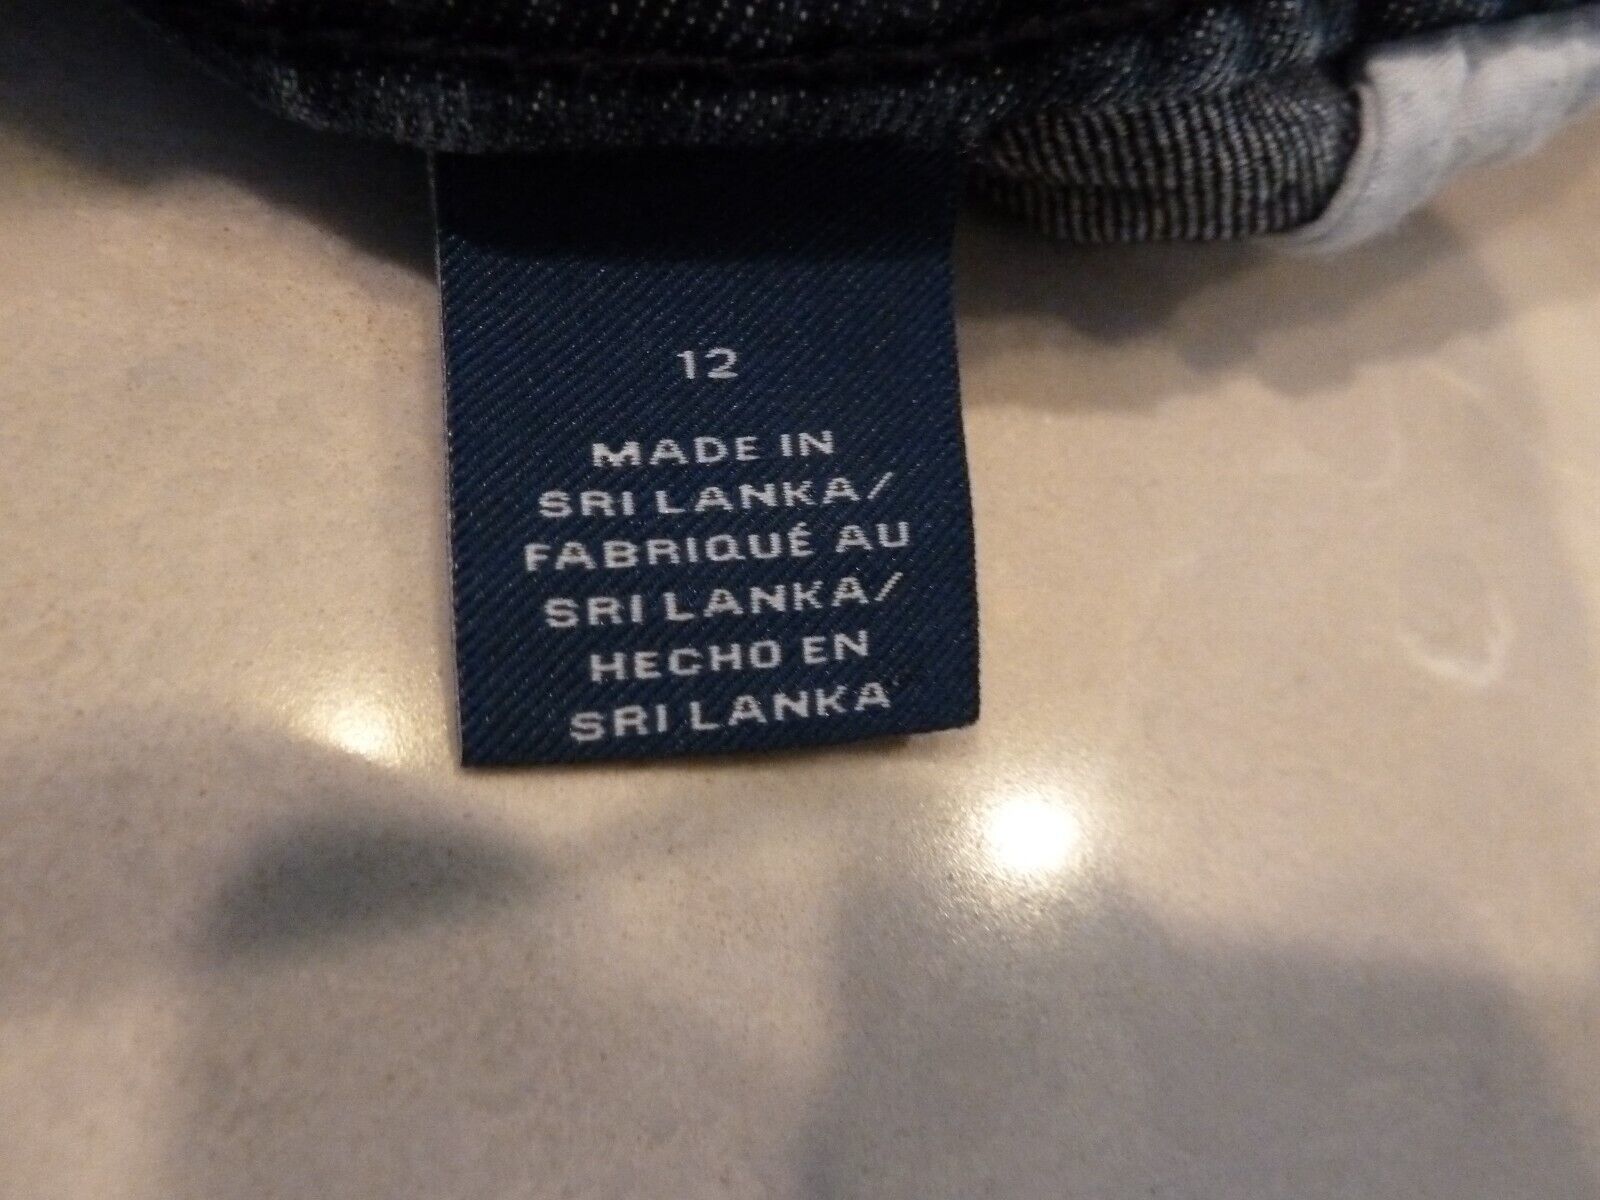 12
MADE IN
SRI LANKA/
FABRIQUÉ AU
SRI LANKA/
HECHO EN
SRI LANKA